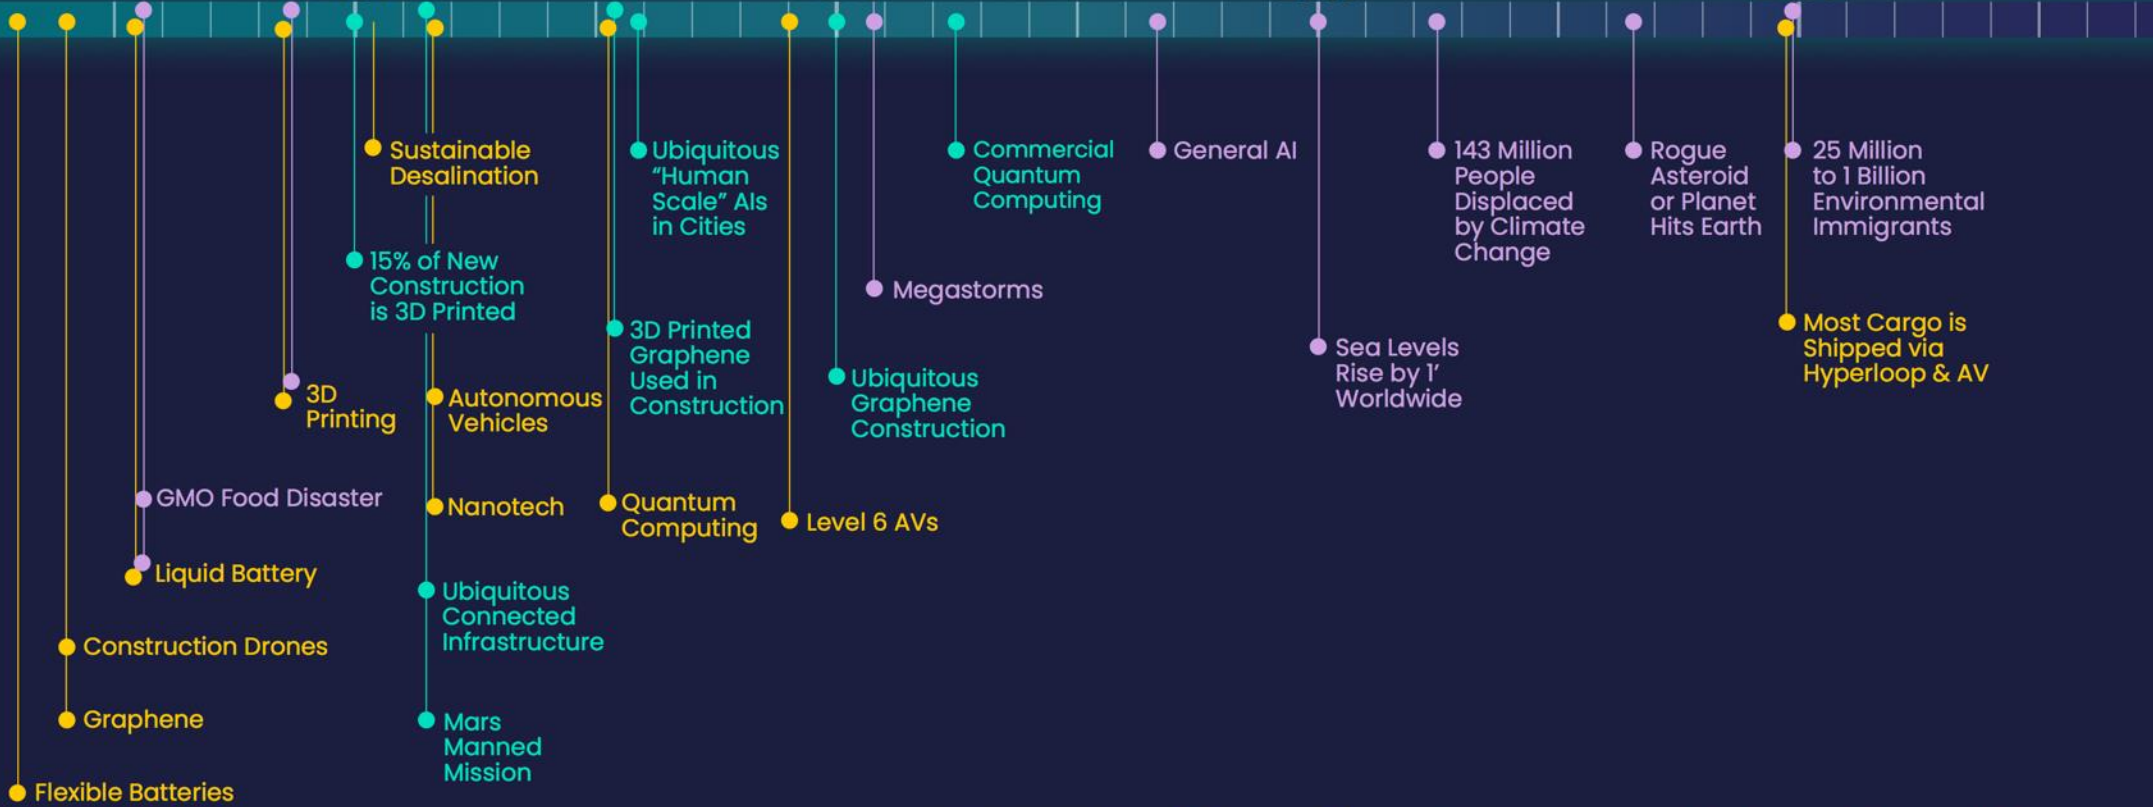 Sustainable
Desalination
Ubiquitous
“Human
Scale” AIs
in Cities
Commercial
Quantum
Computing
General AI
143 Million
People
Displaced
by Climate
Change
Rogue
Asteroid
or Planet
Hits Earth
25 Million
to 1 Billion
Environmental
Immigrants
15% of New
Construction
is 3D Printed
Megastorms
3D Printed
Graphene
Used in
Construction
Most Cargo is
Shipped via
Hyperloop & AV
Sea Levels
Rise by 1’
Worldwide
Ubiquitous
Graphene
Construction
3D
Printing
Autonomous
Vehicles
GMO Food Disaster
Nanotech
Quantum
Computing
Level 6 AVs
Liquid Battery
Ubiquitous
Connected
Infrastructure
Construction Drones
Graphene
Mars
Manned
Mission
Flexible Batteries